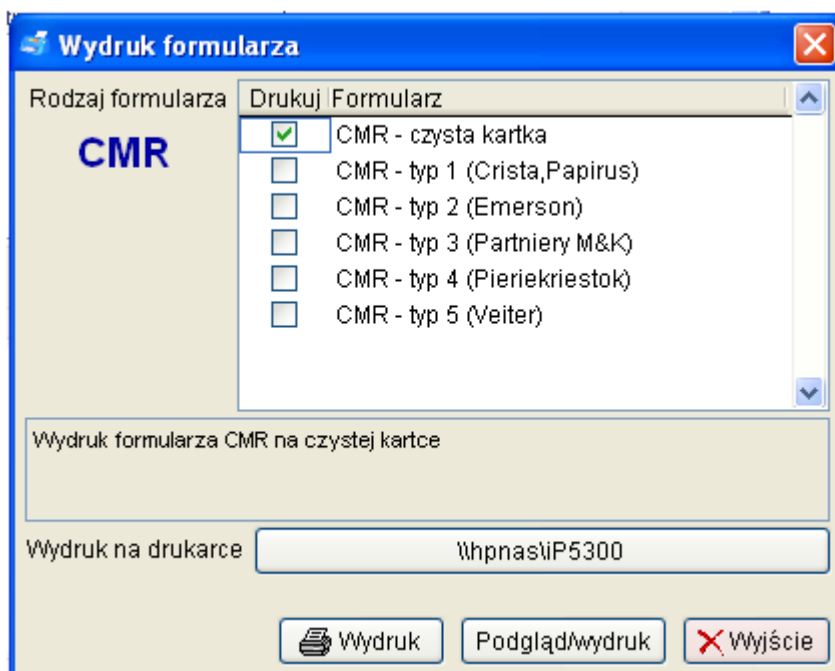 Wydruk formularza
Rodzaj formularza
CMR
Drukuj Formularz
CMR - czysta kartka
CMR - typ 1 (Crista,Papirus)
CMR - typ 2 (Emerson)
CMR - typ 3 (Partniery M&K)
CMR - typ 4 (Pieriekriestok)
CMR - typ 5 (Veiter)
Wydruk formularza CMR na czystej kartce
Wydruk na drukarce \\hpnas\iP5300
Wydruk Podgląd/wydruk Wyjście